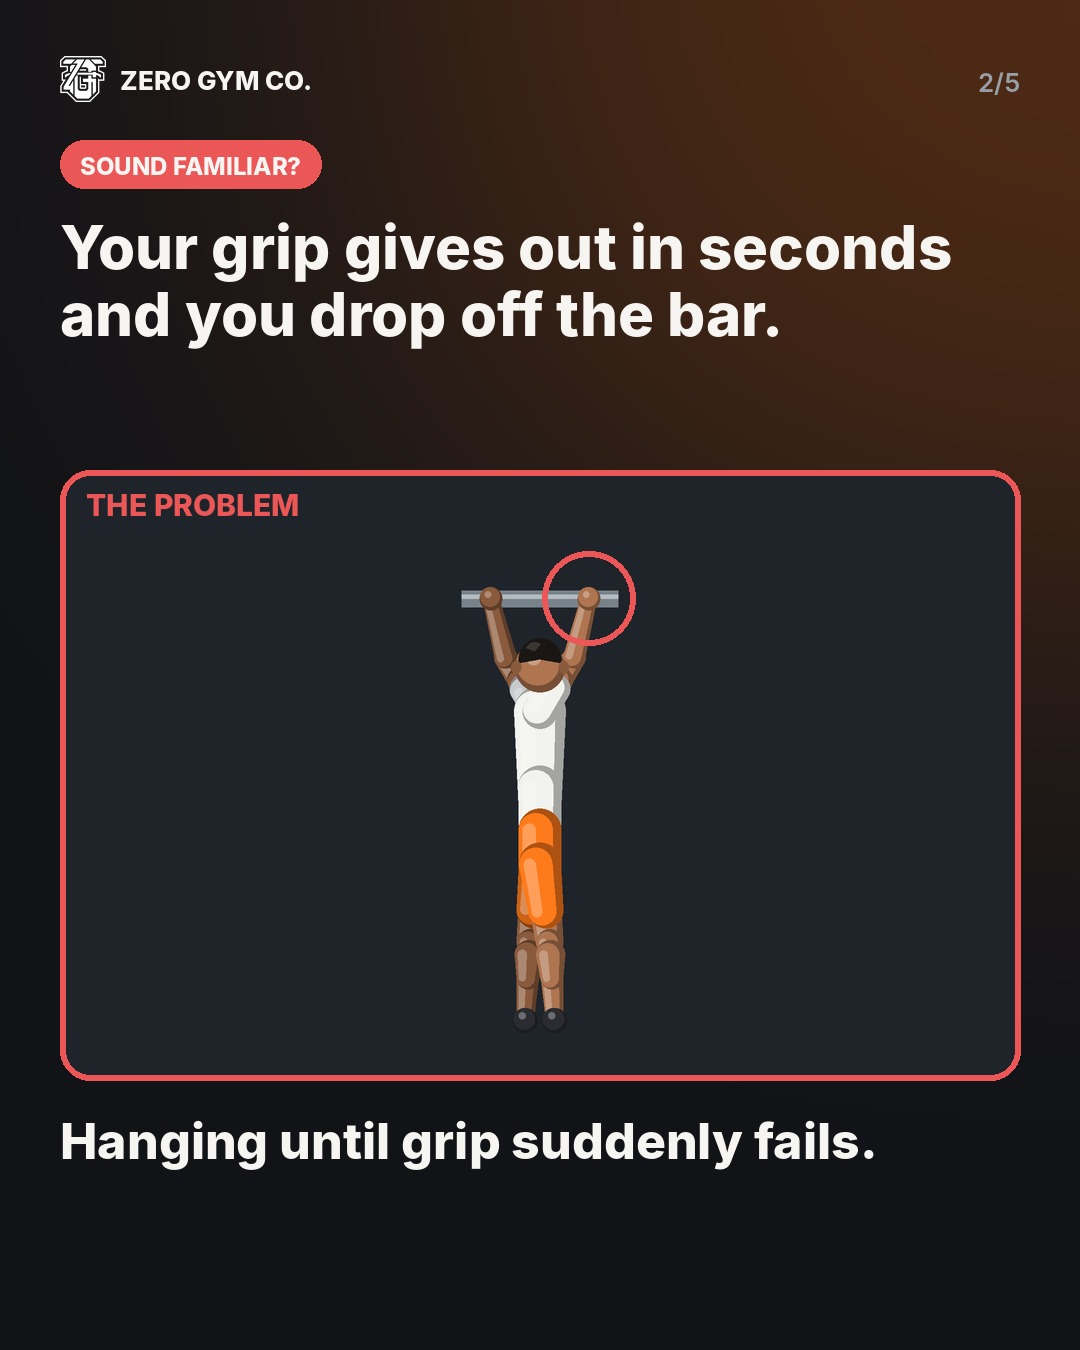 ZERO GYM CO.
2/5
SOUND FAMILIAR?
Your grip gives out in seconds
and you drop off the bar.
THE PROBLEM
Hanging until grip suddenly fails.